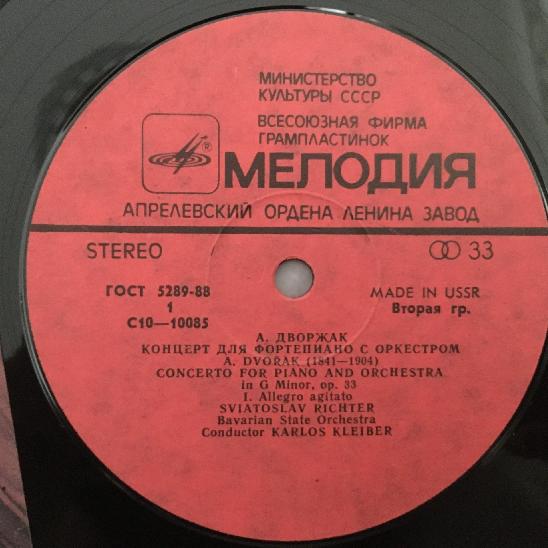 МИНИСТЕРСТВО
КУЛЬТУРЫ СССР
ВСЕСОЮЗНАЯ ФИРМА
ГРАМПЛАСТИНОК
®
МЕЛОДИЯ
АПРЕЛЕВСКИЙ ОРДЕНА ЛЕНИНА ЗАВОД
STEREO 33
ГОСТ 5289-88 MADE IN USSR
1 Вторая гр.
С10—10085
А. ДВОРЖАК
КОНЦЕРТ ДЛЯ ФОРТЕПИАНО С ОРКЕСТРОМ
A. DVOŘAK (1841—1904)
CONCERTO FOR PIANO AND ORCHESTRA
in G Minor, op. 33
I. Allegro agitato
SVIATOSLAV RICHTER
Bavarian State Orchestra
Conductor KARLOS KLEIBER